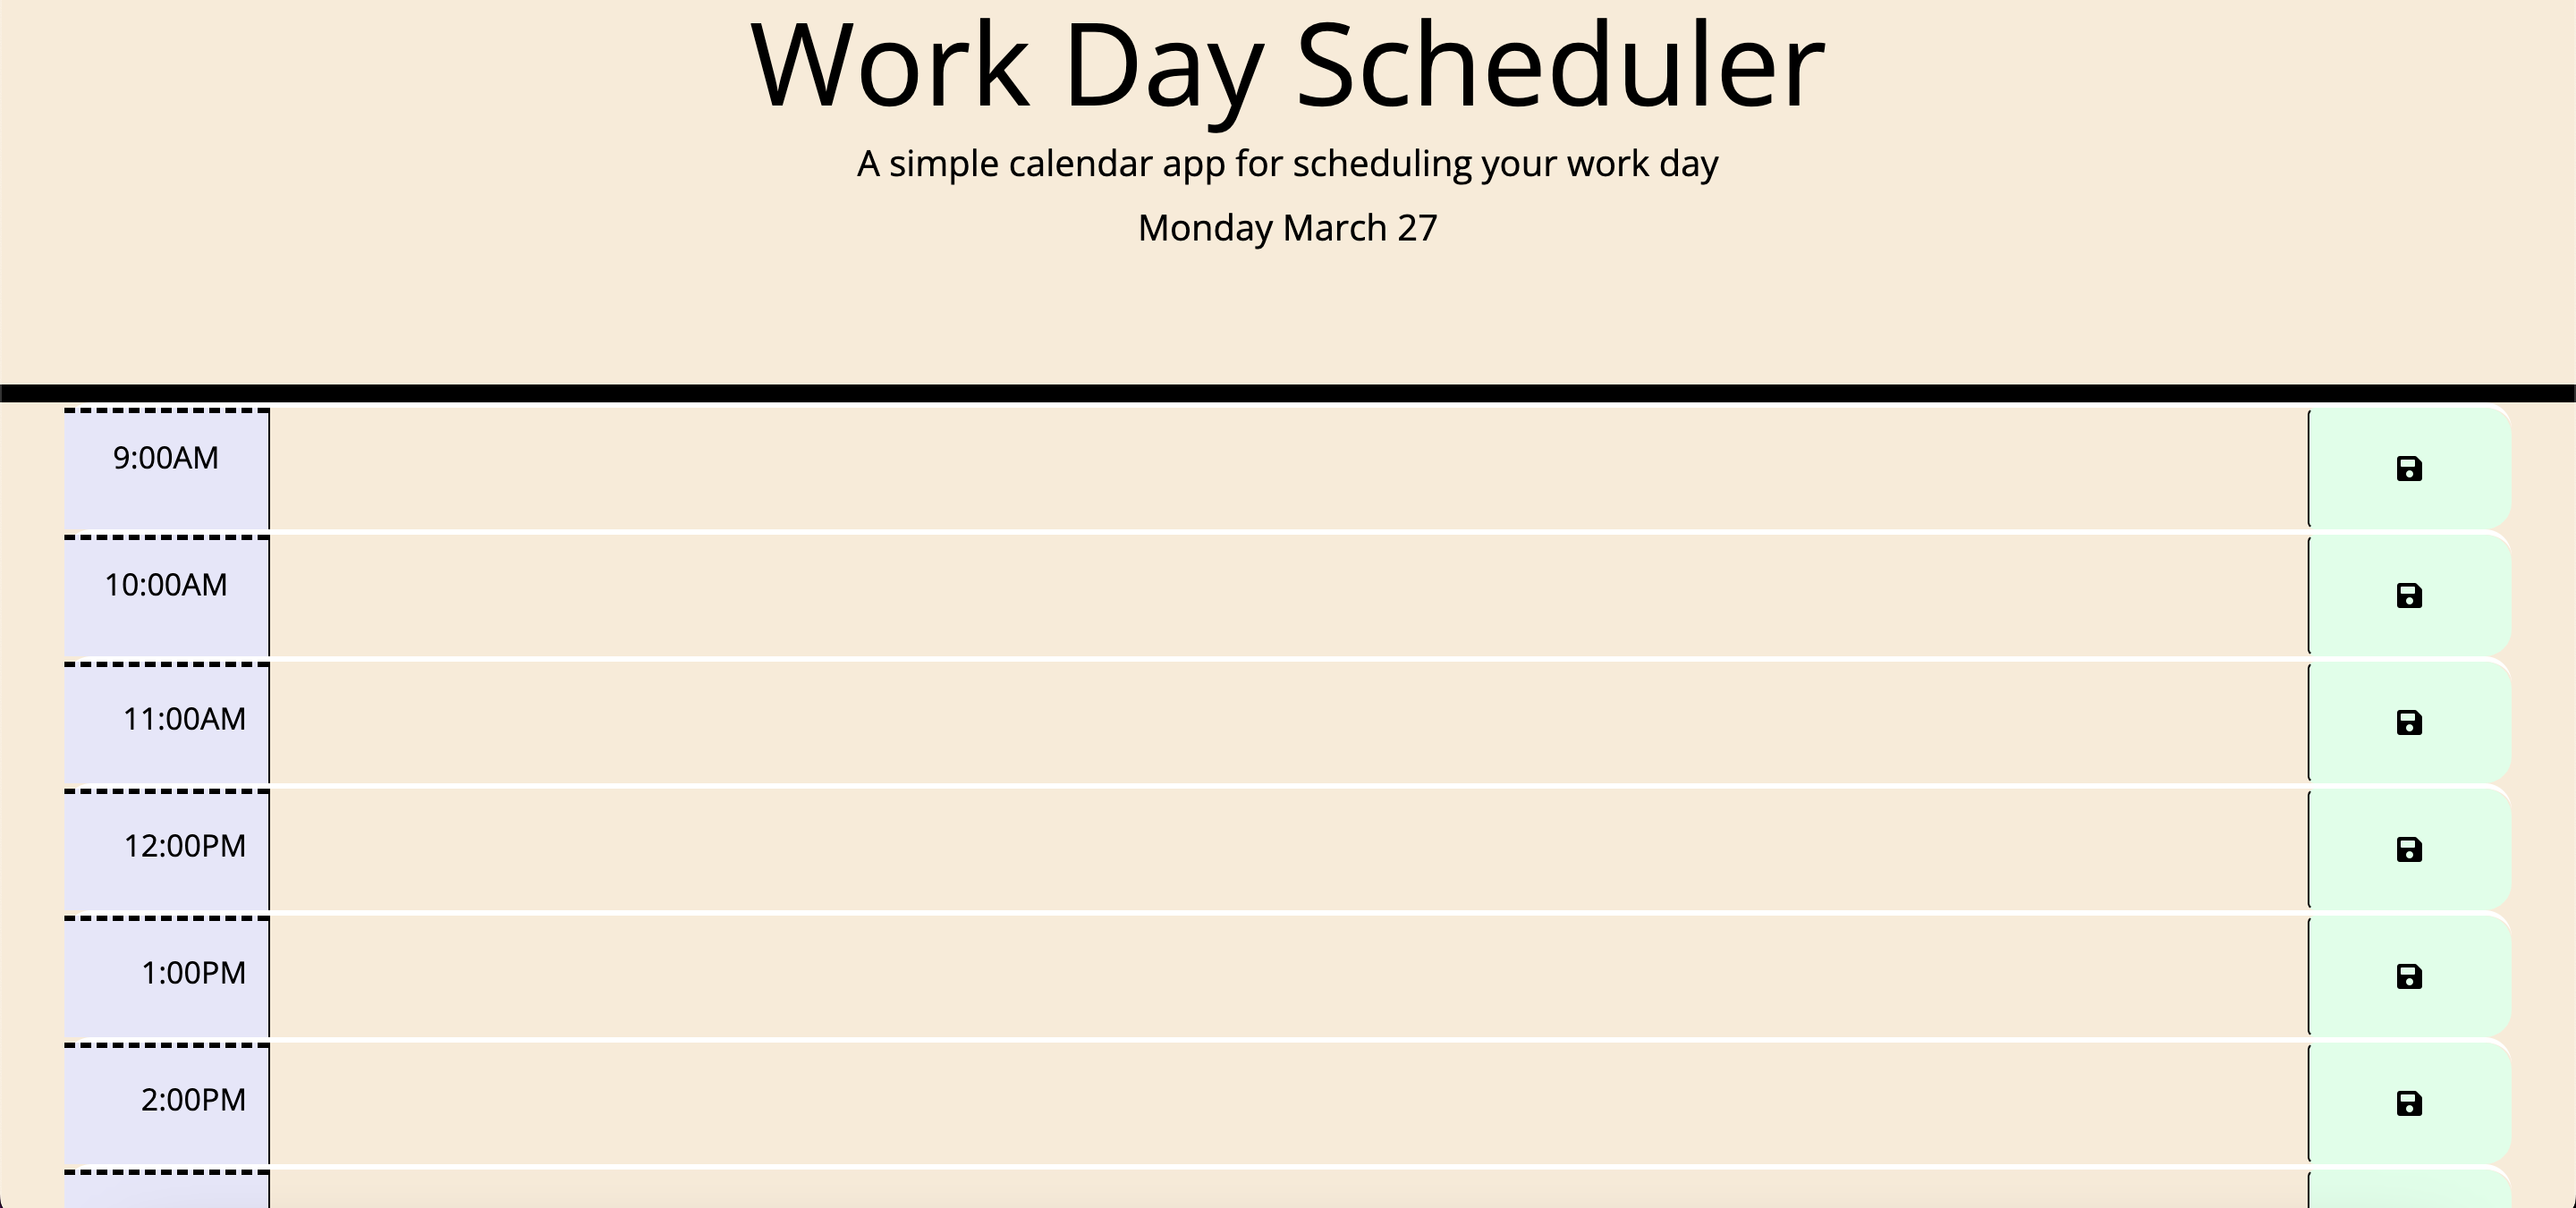 Work Day Scheduler
A simple calendar app for scheduling your work day
Monday March 27
9:00AM
10:00AM
11:00AM
12:00PM
1:00PM
2:00PM